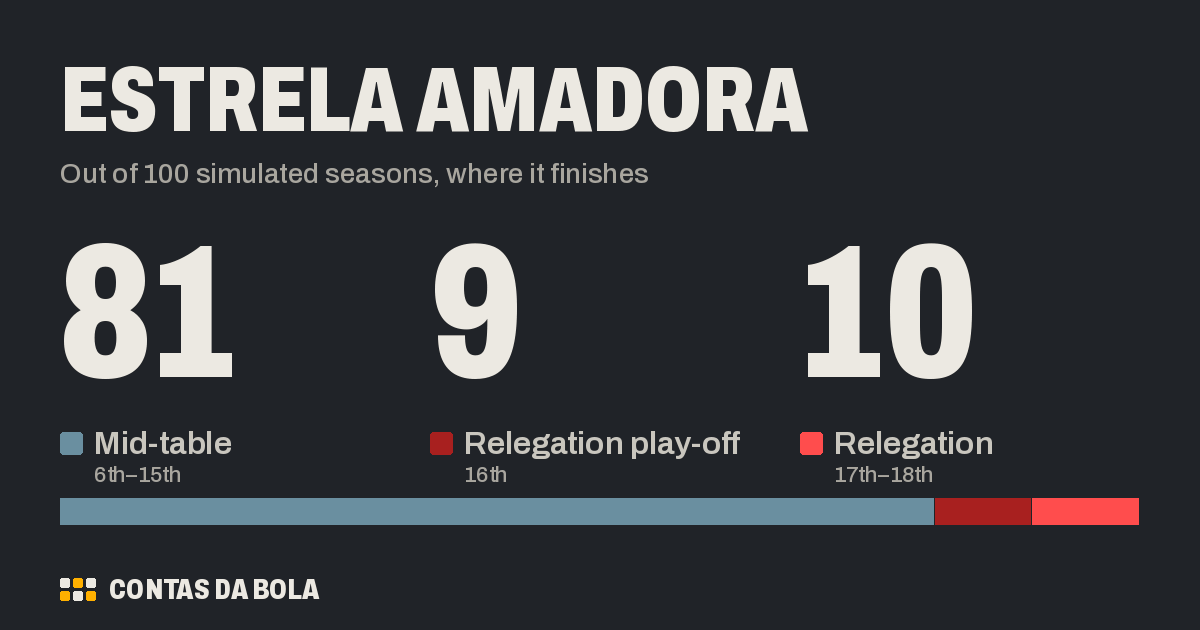 ESTRELA AMADORA
Out of 100 simulated seasons, where it finishes
81 9 10
Mid-table Relegation play-off Relegation
6th–15th 16th 17th–18th
CONTAS DA BOLA